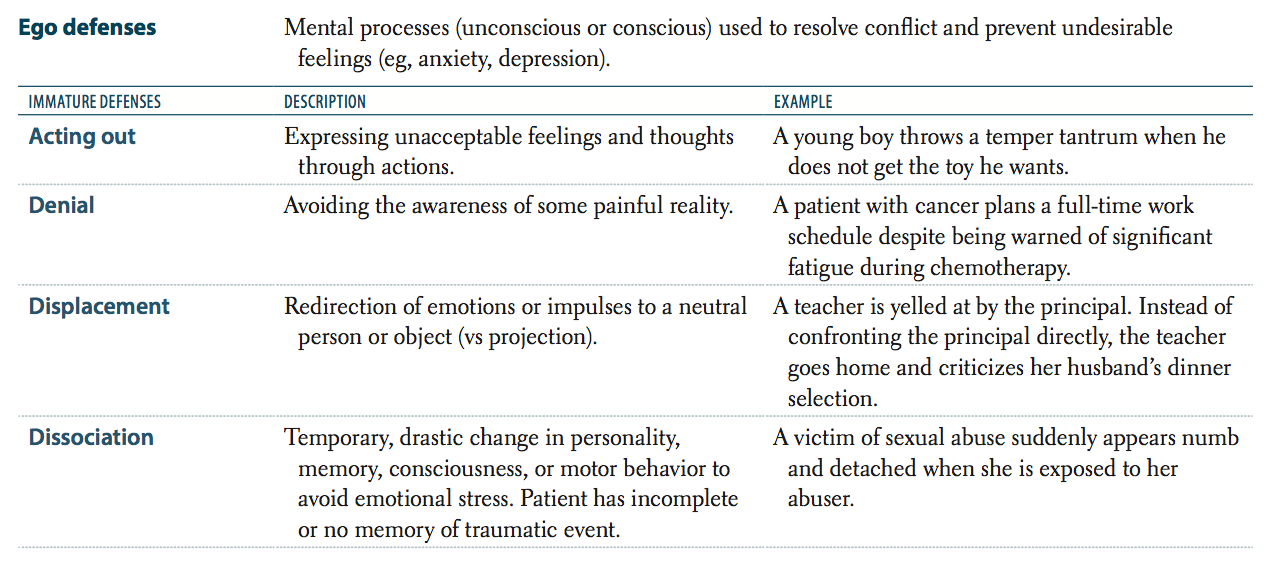 Ego defenses
Mental processes (unconscious or conscious) used to resolve conflict and prevent undesirable
feelings (eg, anxiety, depression).
IMMATURE DEFENSES
DESCRIPTION
EXAMPLE
Acting out
Expressing unacceptable feelings and thoughts
through actions.
A young boy throws a temper tantrum when he
does not get the toy he wants.
Denial
Avoiding the awareness of some painful reality.
A patient with cancer plans a full-time work
schedule despite being warned of significant
fatigue during chemotherapy.
Displacement
Redirection of emotions or impulses to a neutral
person or object (vs projection).
A teacher is yelled at by the principal. Instead of
confronting the principal directly, the teacher
goes home and criticizes her husband’s dinner
selection.
Dissociation
Temporary, drastic change in personality,
memory, consciousness, or motor behavior to
avoid emotional stress. Patient has incomplete
or no memory of traumatic event.
A victim of sexual abuse suddenly appears numb
and detached when she is exposed to her
abuser.